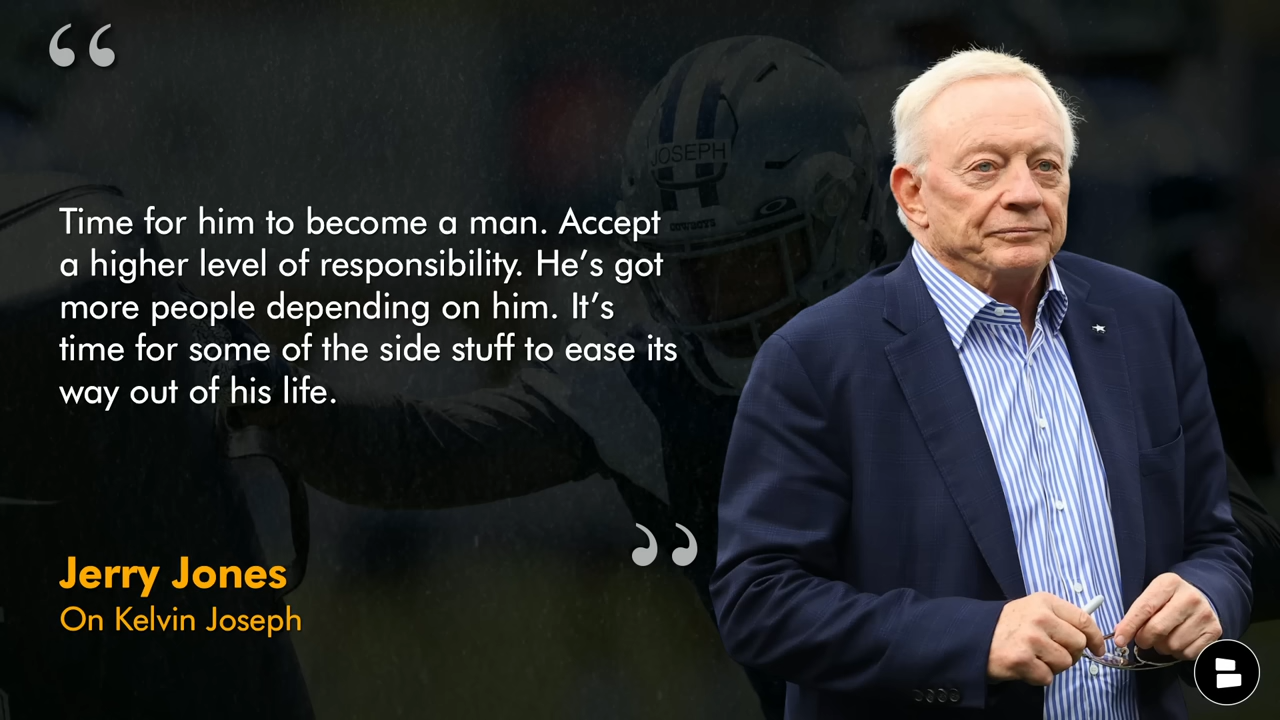 “
JOSEPH
Time for him to become a man. Accept
a higher level of responsibility. He’s got
more people depending on him. It’s
time for some of the side stuff to ease its
way out of his life.
”
Jerry Jones
On Kelvin Joseph